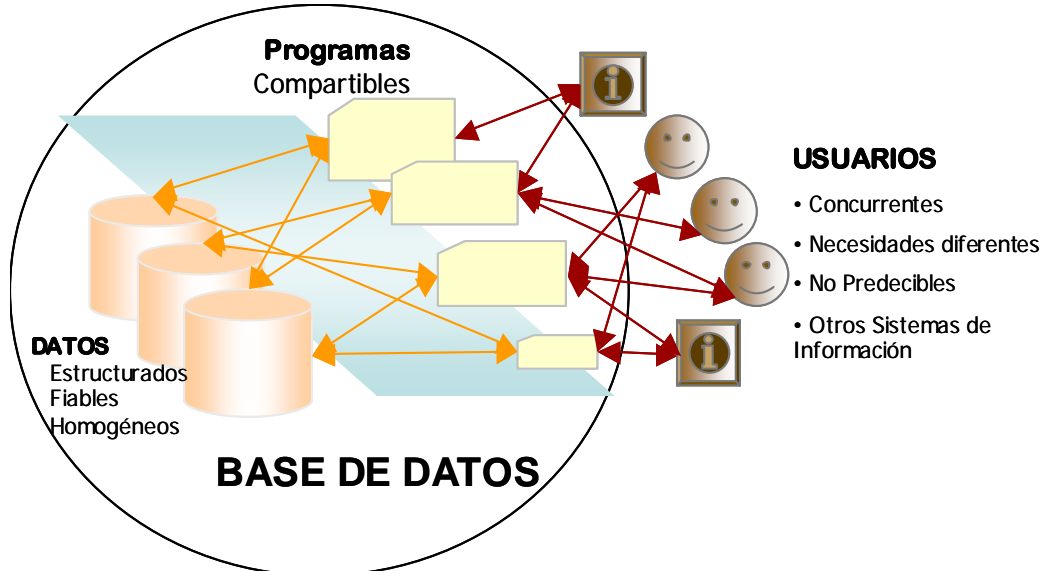 Programas
Compartibles
i
USUARIOS
• Concurrentes
• Necesidades diferentes
• No Predecibles
• Otros Sistemas de
Información
i
DATOS
Estructurados
Fiables
Homogéneos
BASE DE DATOS